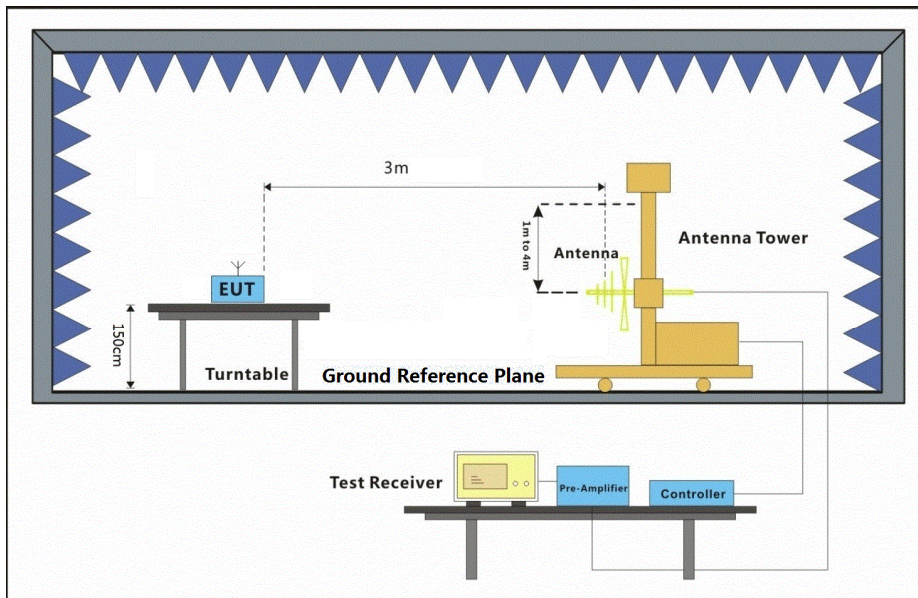 3m
1m to 4m
Antenna
Antenna Tower
EUT
150cm
Turntable
Ground Reference Plane
Test Receiver
Pre-Amplifier
Controller